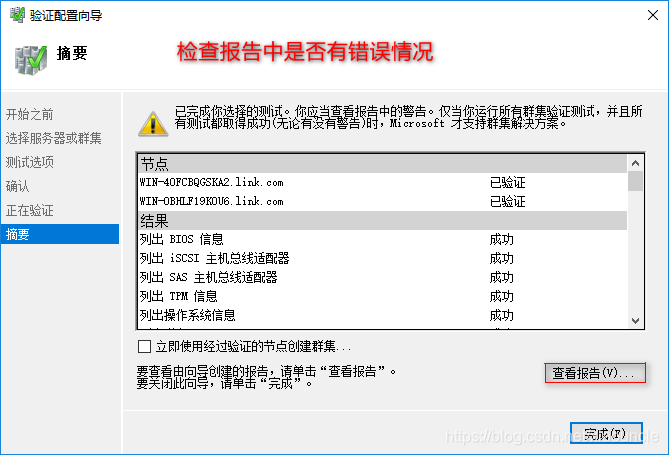 验证配置向导
摘要
检查报告中是否有错误情况
开始之前
选择服务器或群集
测试选项
确认
正在验证
摘要
已完成你选择的测试。你应当查看报告中的警告。仅当你运行所有群集验证测试，并且所
有测试都取得成功(无论有没有警告)时，Microsoft 才支持群集解决方案。
节点
WIN-4OFCBQGSKA2.link.com 已验证
WIN-OBHLF19KOU6.link.com 已验证
结果
列出 BIOS 信息 成功
列出 iSCSI 主机总线适配器 成功
列出 SAS 主机总线适配器 成功
列出 TPM 信息 成功
列出操作系统信息 成功
立即使用经过验证的节点创建群集...
要查看由向导创建的报告，请单击“查看报告”。
要关闭此向导，请单击“完成”。
查看报告(V)...
完成(F)